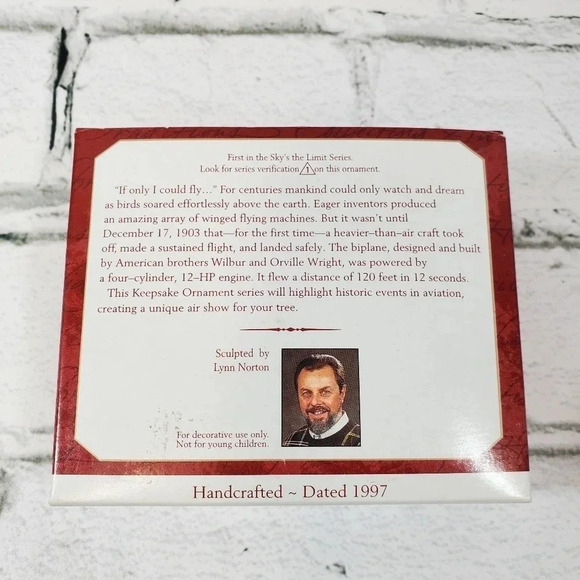 First in the Sky's the Limit Series.
Look for series verification 1 on this ornament.
"If only I could fly..." For centuries mankind could only watch and dream
as birds soared effortlessly above the earth. Eager inventors produced
an amazing array of winged flying machines. But it wasn't until
December 17, 1903 that—for the first time—a heavier–than–air craft took
off, made a sustained flight, and landed safely. The biplane, designed and built
by American brothers Wilbur and Orville Wright, was powered by
a four–cylinder, 12–HP engine. It flew a distance of 120 feet in 12 seconds.
This Keepsake Ornament series will highlight historic events in aviation,
creating a unique air show for your tree.
Sculpted by
Lynn Norton
For decorative use only.
Not for young children.
Handcrafted ~ Dated 1997